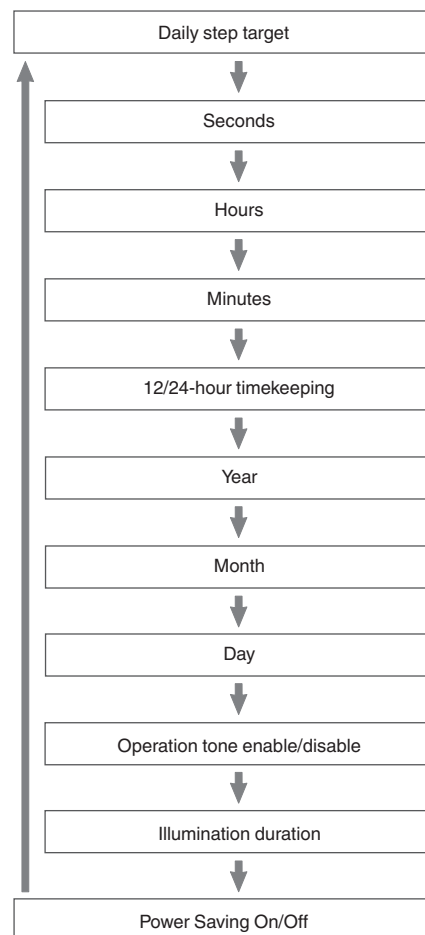 Daily step target
Seconds
Hours
Minutes
12/24-hour timekeeping
Year
Month
Day
Operation tone enable/disable
Illumination duration
Power Saving On/Off